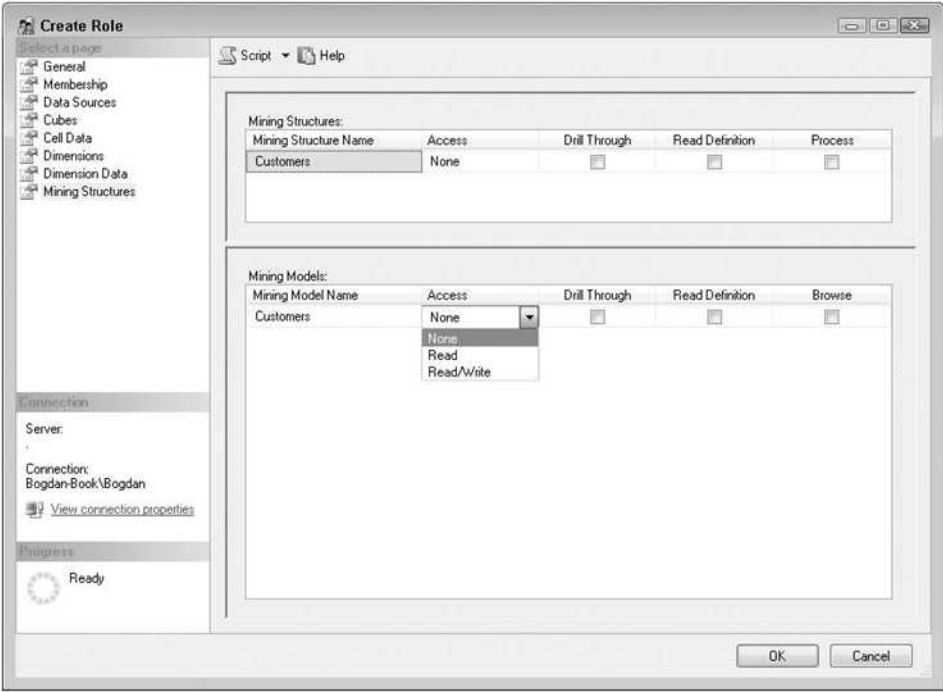 Create Role
Select a page
General
Membership
Data Sources
Cubes
Cell Data
Dimensions
Dimension Data
Mining Structures
Connection
Server:
.
Connection:
Bogdan-Book\Bogdan
View connection properties
Progress
Ready
Script Help
Mining Structures:
Mining Structure Name Access Drill Through Read Definition Process
Customers None
Mining Models:
Mining Model Name Access Drill Through Read Definition Browse
Customers None
None
Read
Read/Write
OK Cancel